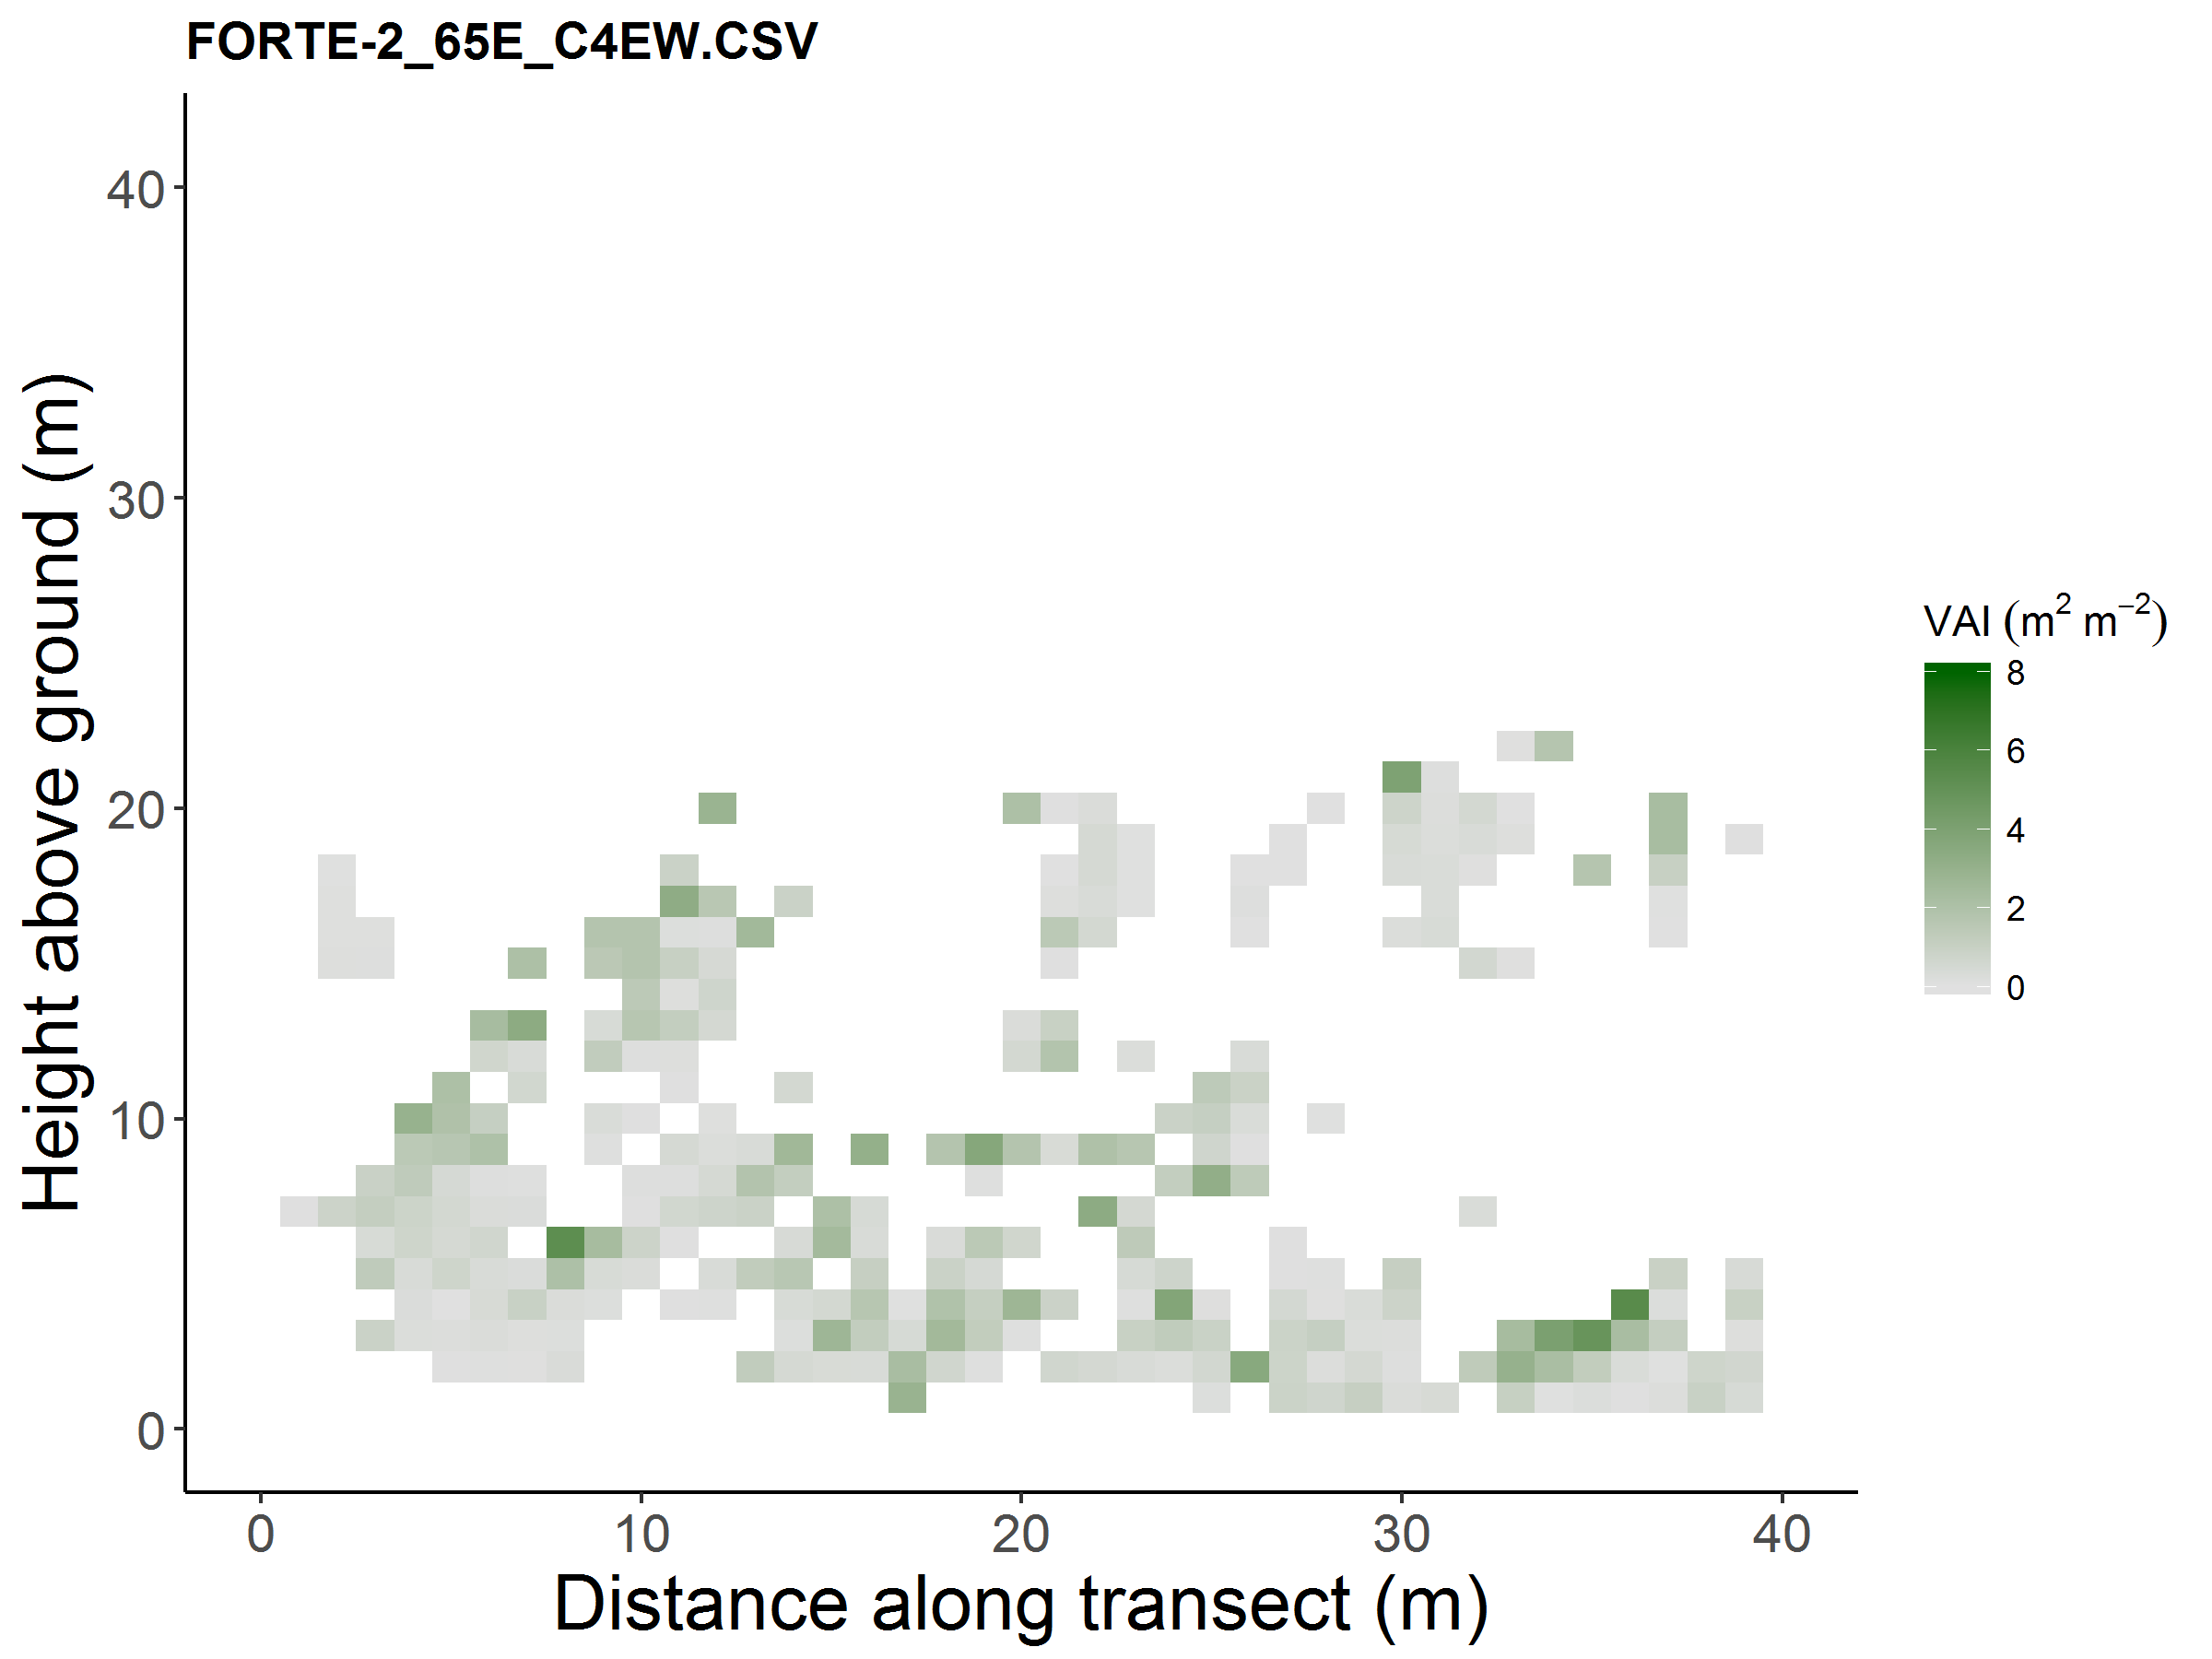 FORTE-2_65E_C4EW.CSV
Height above ground (m)
40
30
20
10
0
0 10 20 30 40
Distance along transect (m)
VAI (m² m⁻²)
8
6
4
2
0